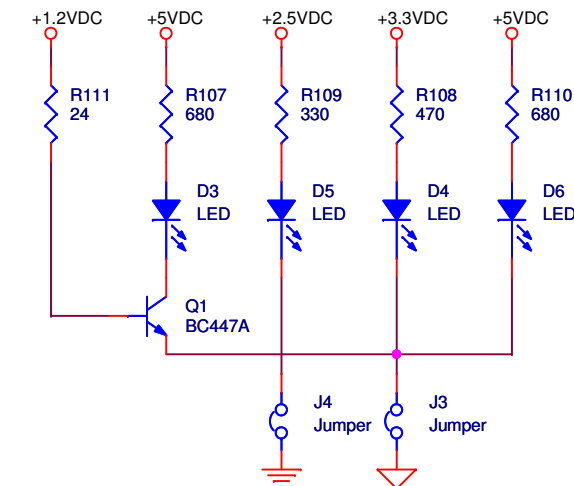 +1.2VDC +5VDC +2.5VDC +3.3VDC +5VDC
R111 R107 R109 R108 R110
24 680 330 470 680
D3 D5 D4 D6
LED LED LED LED
Q1
BC447A
J4 J3
Jumper Jumper